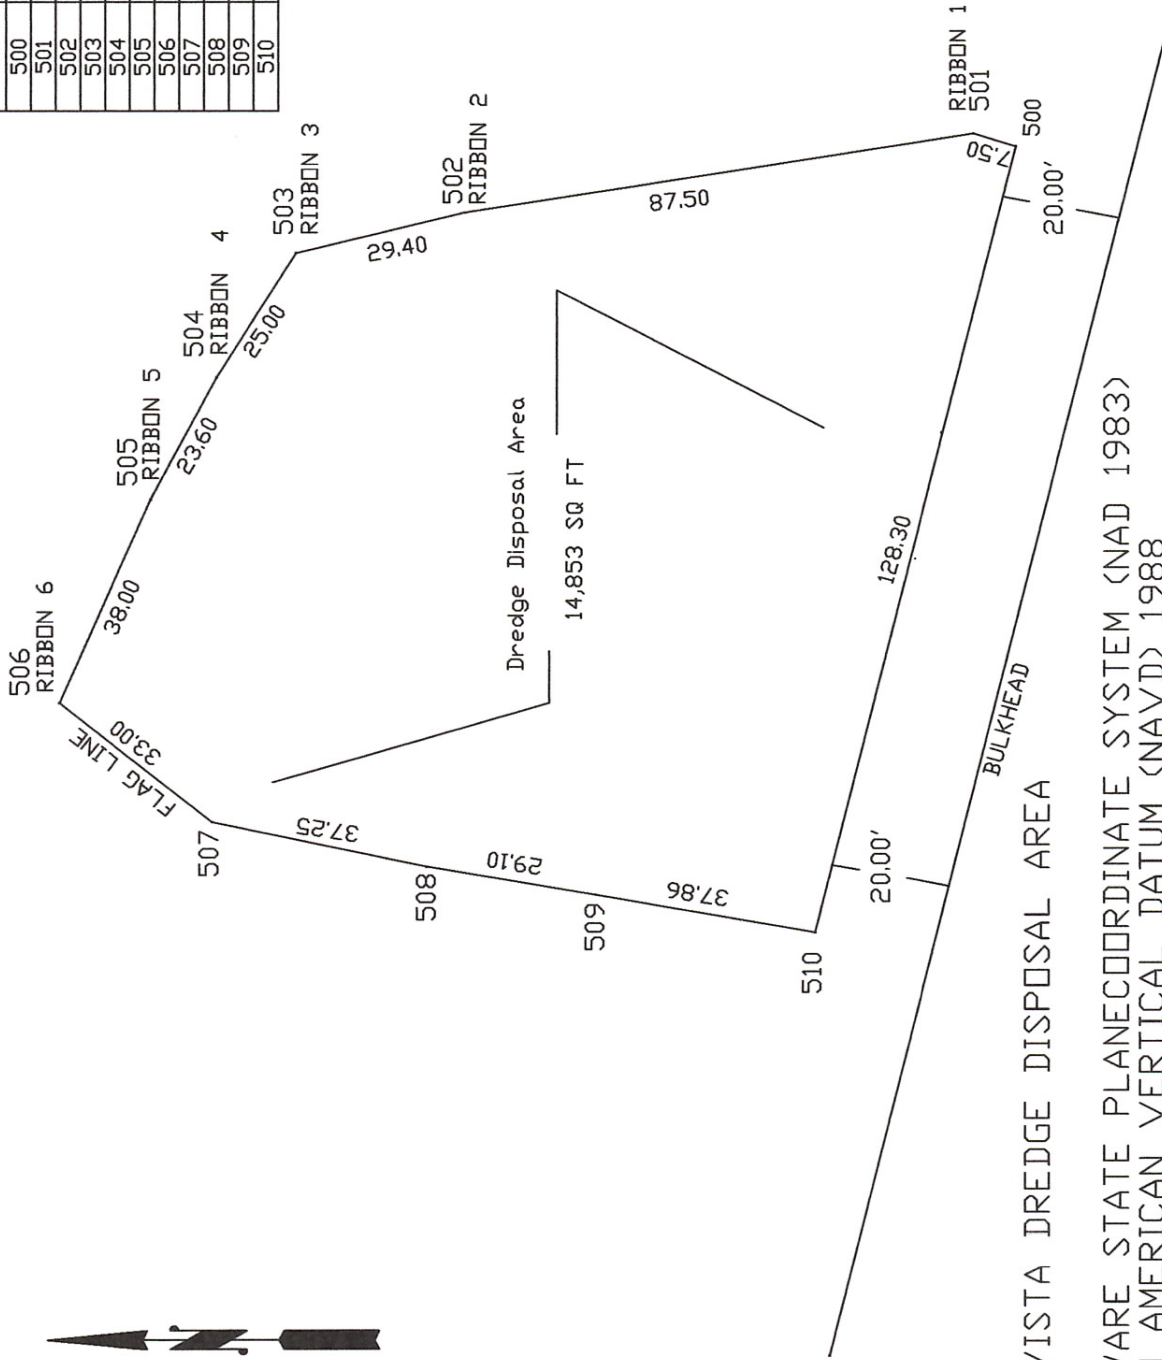 500
501
502
503
504
505
506
507
508
509
510
506
RIBBON 6
505
RIBBON 5
504
RIBBON 4
503
RIBBON 3
502
RIBBON 2
RIBBON 1
501
500
507
508
509
510
FLAG LINE
33.00
38.00
23.60
25.00
29.40
87.50
7.50
128.30
37.86
29.10
37.25
Dredge Disposal Area
14,853 SQ FT
20.00'
20.00'
BULKHEAD
VISTA DREDGE DISPOSAL AREA
STATE PLANECOORDINATE SYSTEM (NAD 1983)
AMERICAN VERTICAL DATUM (NAVD) 1988